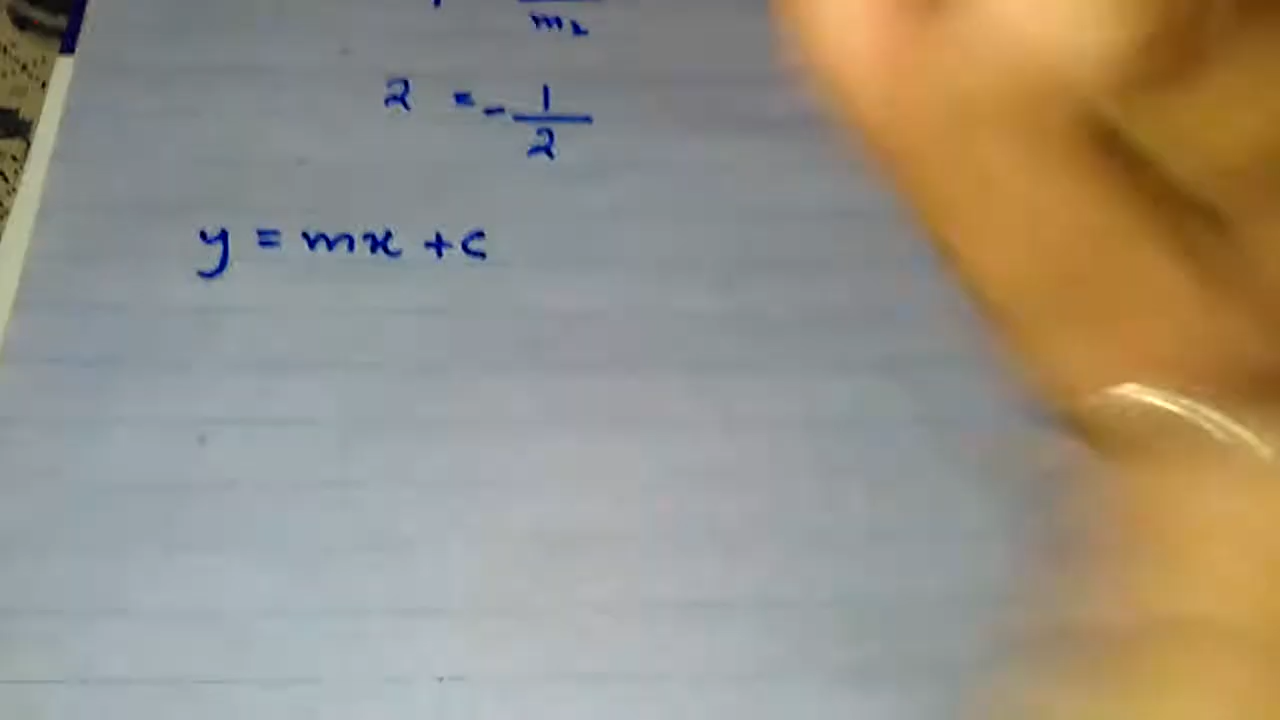 m₂
2 = -1/2
y = mx + c